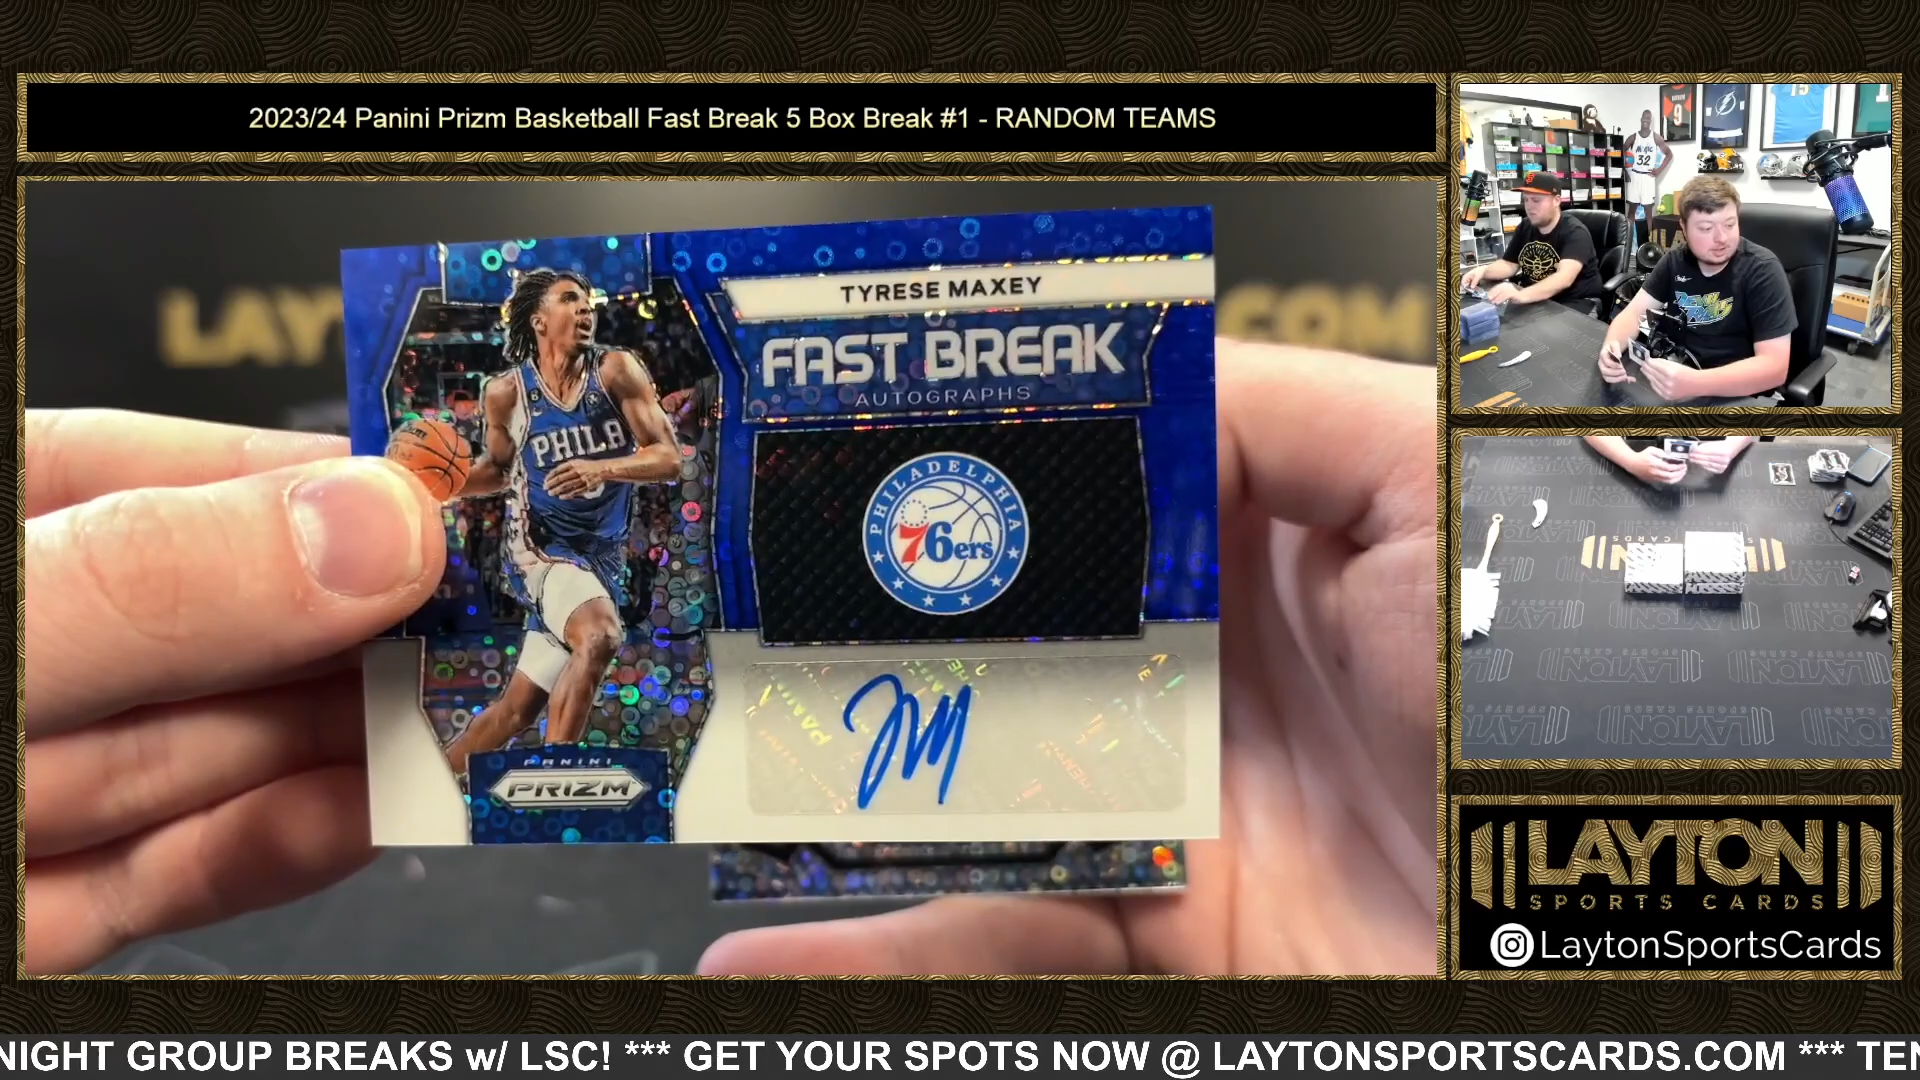 2023/24 Panini Prizm Basketball Fast Break 5 Box Break #1 - RANDOM TEAMS
TYRESE MAXEY
FAST BREAK
AUTOGRAPHS
PHILA
PHILADELPHIA
76ers
PANINI
PRIZM
32
LAYTON
SPORTS CARDS
LaytonSportsCards
NIGHT GROUP BREAKS w/ LSC! *** GET YOUR SPOTS NOW @ LAYTONSPORTSCARDS.COM *** TEN